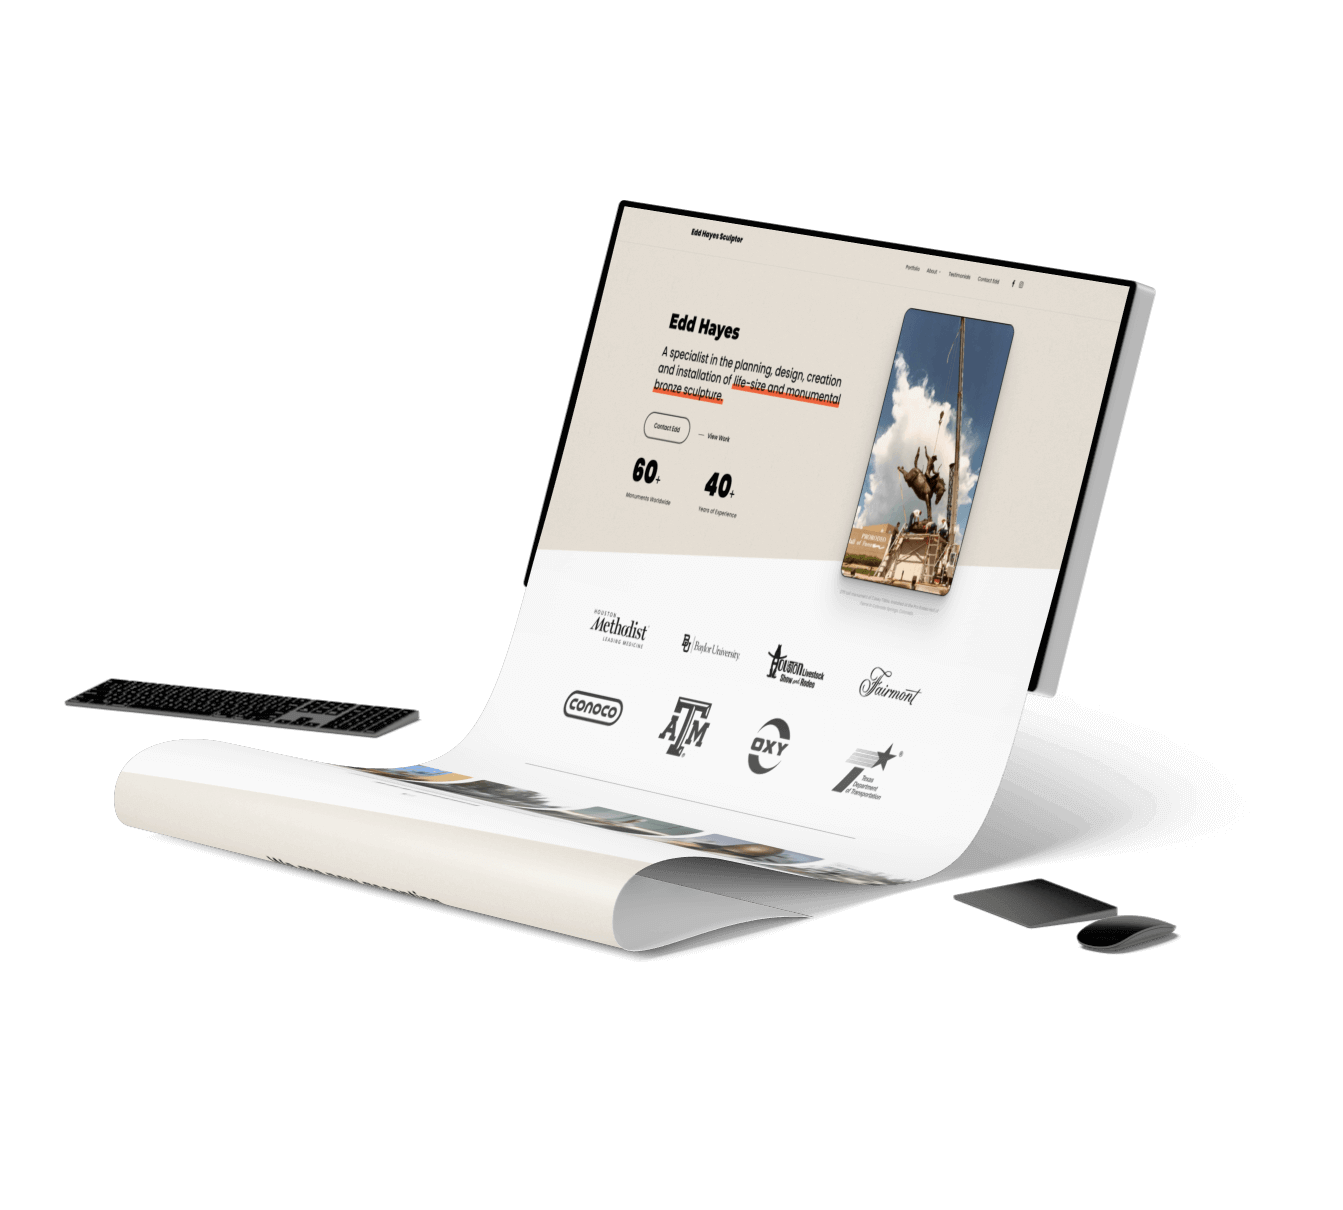 Edd Hayes Sculptor
Portfolio About Testimonials Contact Edd
Edd Hayes
A specialist in the planning, design, creation
and installation of life-size and monumental
bronze sculpture.
Contact Edd
View Work
60+
Monuments Worldwide
40+
Years of Experience
HOUSTON
Methodist
LEADING MEDICINE
BU Baylor University
Houston Livestock
Show and Rodeo
Fairmont
conoco
ATM
OXY
Texas
Department
of Transportation